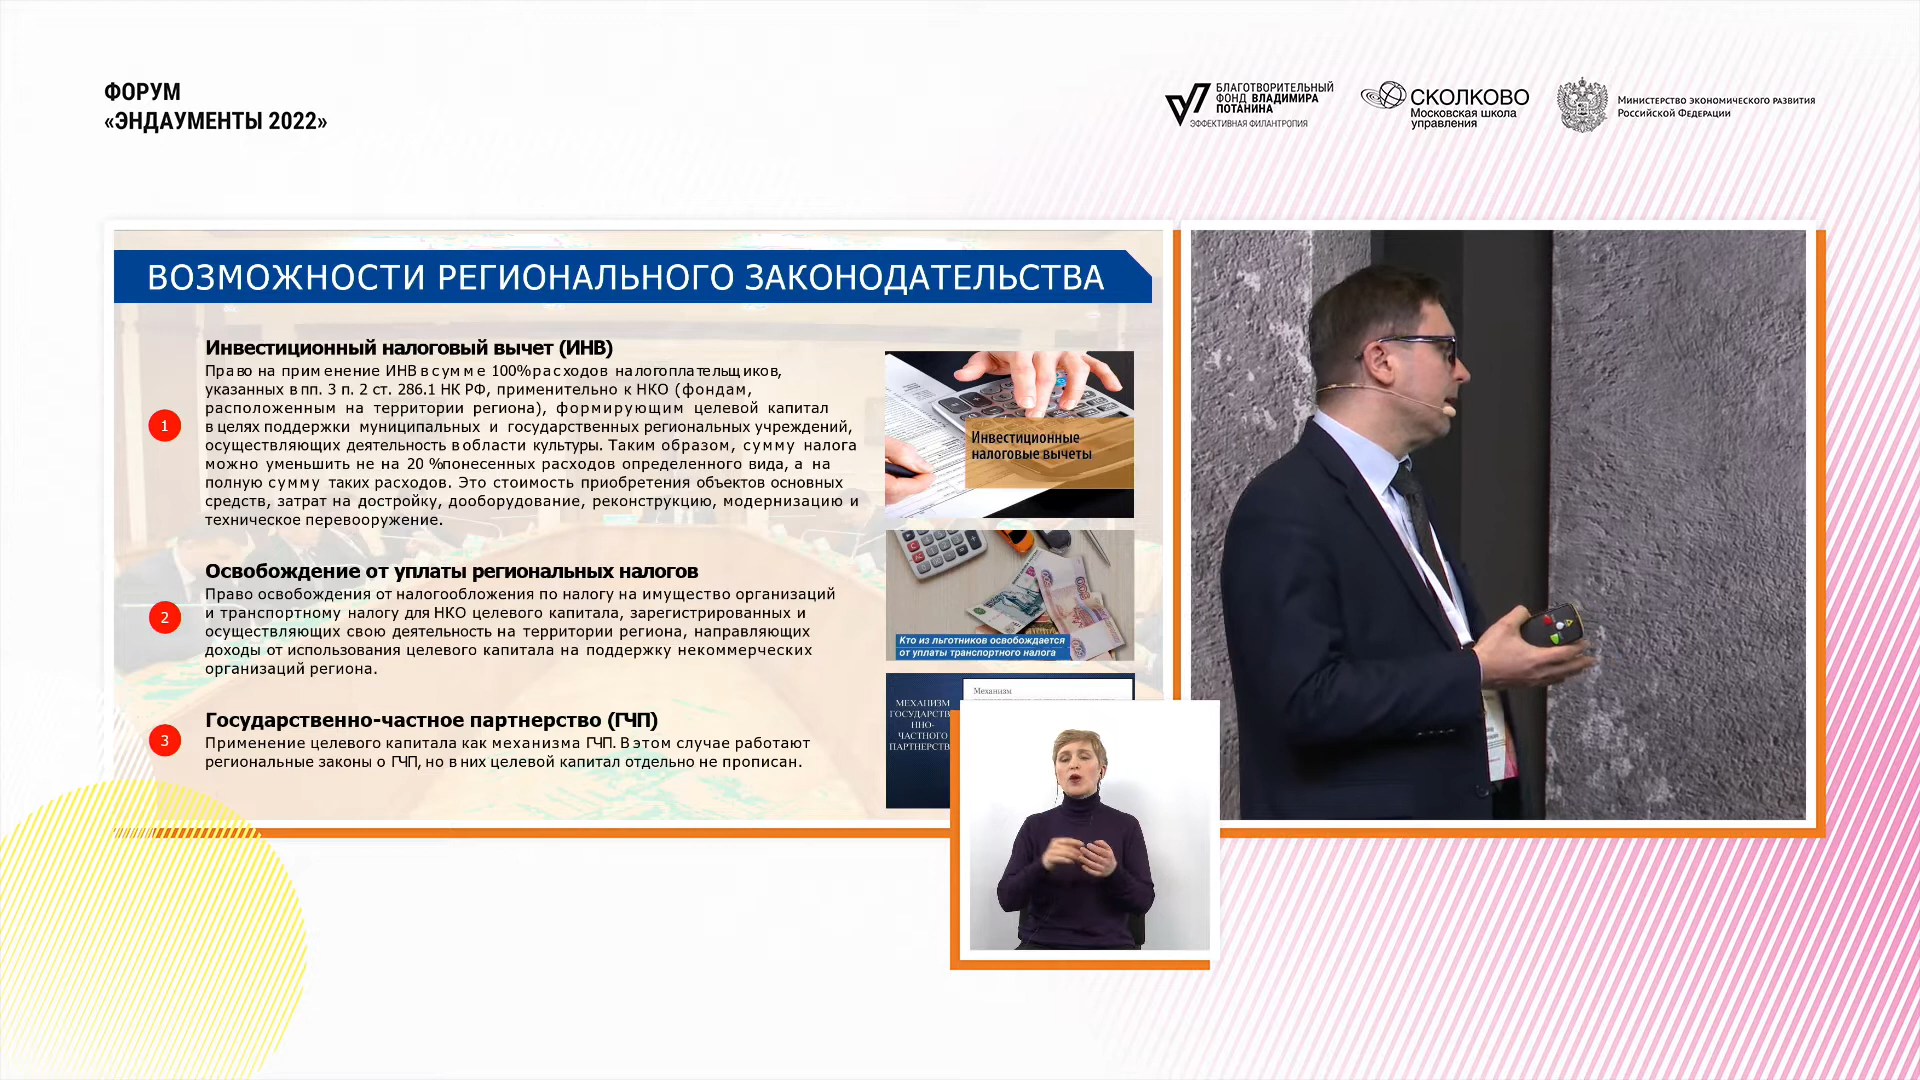 ФОРУМ
«ЭНДАУМЕНТЫ 2022»
БЛАГОТВОРИТЕЛЬНЫЙ
ФОНД ВЛАДИМИРА
ПОТАНИНА
ЭФФЕКТИВНАЯ ФИЛАНТРОПИЯ
СКОЛКОВО
Московская школа
управления
Министерство экономического развития
Российской Федерации
ВОЗМОЖНОСТИ РЕГИОНАЛЬНОГО ЗАКОНОДАТЕЛЬСТВА
1
Инвестиционный налоговый вычет (ИНВ)
Право на применение ИНВ в сумме 100% расходов налогоплательщиков,
указанных в пп. 3 п. 2 ст. 286.1 НК РФ, применительно к НКО (фондам,
расположенным на территории региона), формирующим целевой капитал
в целях поддержки муниципальных и государственных региональных учреждений,
осуществляющих деятельность в области культуры. Таким образом, сумму налога
можно уменьшить не на 20 % понесенных расходов определенного вида, а на
полную сумму таких расходов. Это стоимость приобретения объектов основных
средств, затрат на достройку, дооборудование, реконструкцию, модернизацию и
техническое перевооружение.
Инвестиционные
налоговые вычеты
2
Освобождение от уплаты региональных налогов
Право освобождения от налогообложения по налогу на имущество организаций
и транспортному налогу для НКО целевого капитала, зарегистрированных и
осуществляющих свою деятельность на территории региона, направляющих
доходы от использования целевого капитала на поддержку некоммерческих
организаций региона.
Кто из льготников освобождается
от уплаты транспортного налога
3
Государственно-частное партнерство (ГЧП)
Применение целевого капитала как механизма ГЧП. В этом случае работают
региональные законы о ГЧП, но в них целевой капитал отдельно не прописан.
МЕХАНИЗМ
ГОСУДАРСТВ
ННО-
ЧАСТНОГО
ПАРТНЕРСТВ
Механизм